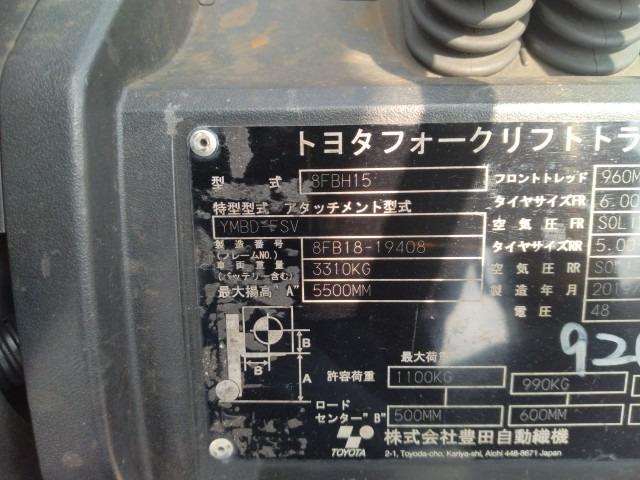 トヨタフォークリフトトラ
型 式 8FBH15 フロントトレッド 960M
特型型式 アタッチメント型式 タイヤサイズFR 6.00
YMBD-FSV 空気圧FR SOLI
製造番号 (フレームNO.) 8FB18-19408 タイヤサイズRR 5.00
車両重量 (バッテリー含む) 3310KG 空気圧RR
最大揚高"A" 5500MM 製造年月 201
電圧 48
B
B A
926
最大荷重
許容荷重 1100KG 990KG
ロード
センター"B" 500MM 600MM
TOYOTA 株式会社豊田自動織機
2-1, Toyoda-cho, Kariya-shi, Aichi 448-8671 Japan